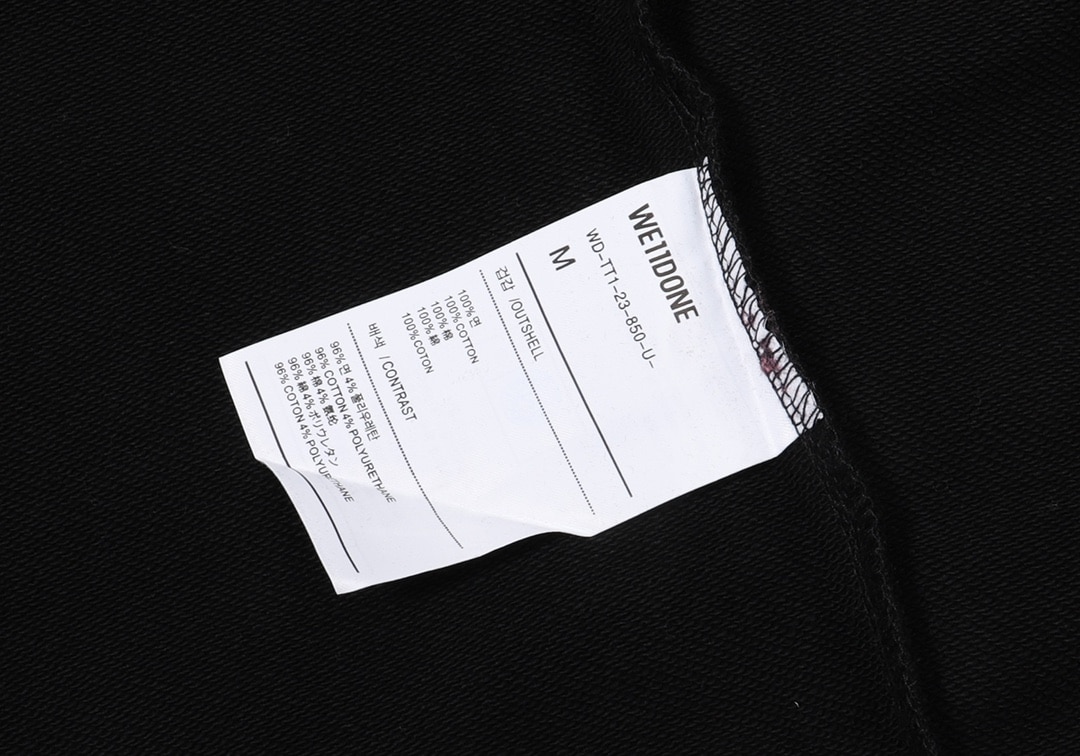 WE11DONE
WD-TT1-23-850-U-
M
겉감 /OUTSHELL
100% 면
100% COTTON
100% 棉
100% 綿
100% COTON
배색 /CONTRAST
96% 면 4% 폴리우레탄
96% COTTON 4% POLYURETHANE
96% 棉 4% 氨纶
96% 綿 4% ポリウレタン
96% COTON 4% POLYURETHANE